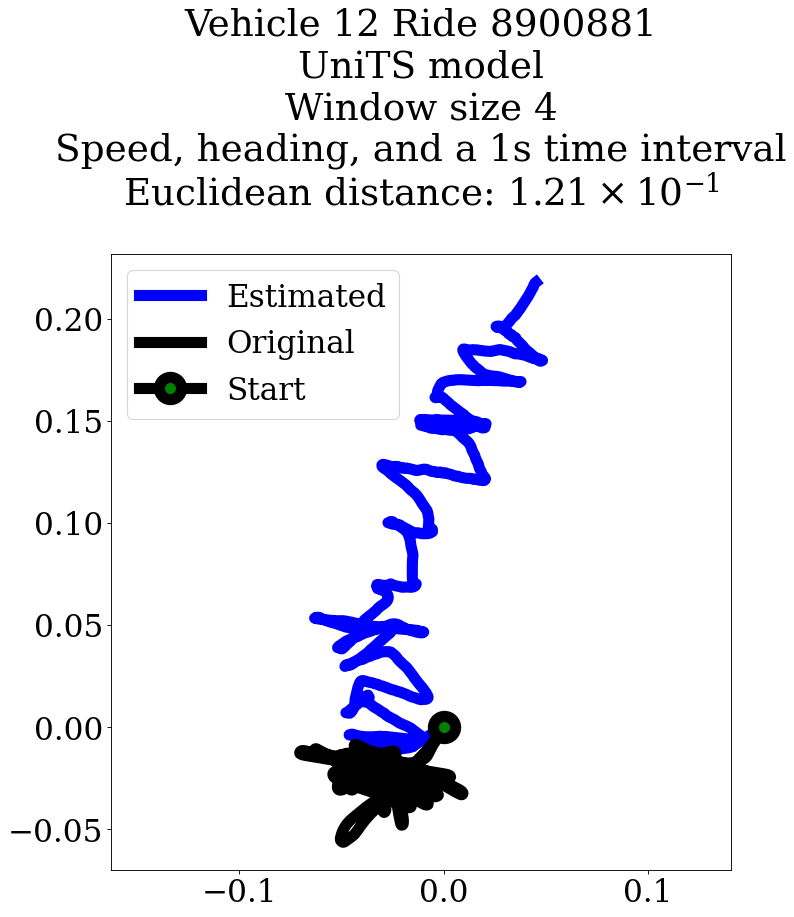 Vehicle 12 Ride 8900881
UniTS model
Window size 4
Speed, heading, and a 1s time interval
Euclidean distance: 1.21 × 10⁻¹
Estimated
Original
Start
0.20
0.15
0.10
0.05
0.00
−0.05
−0.1
0.0
0.1